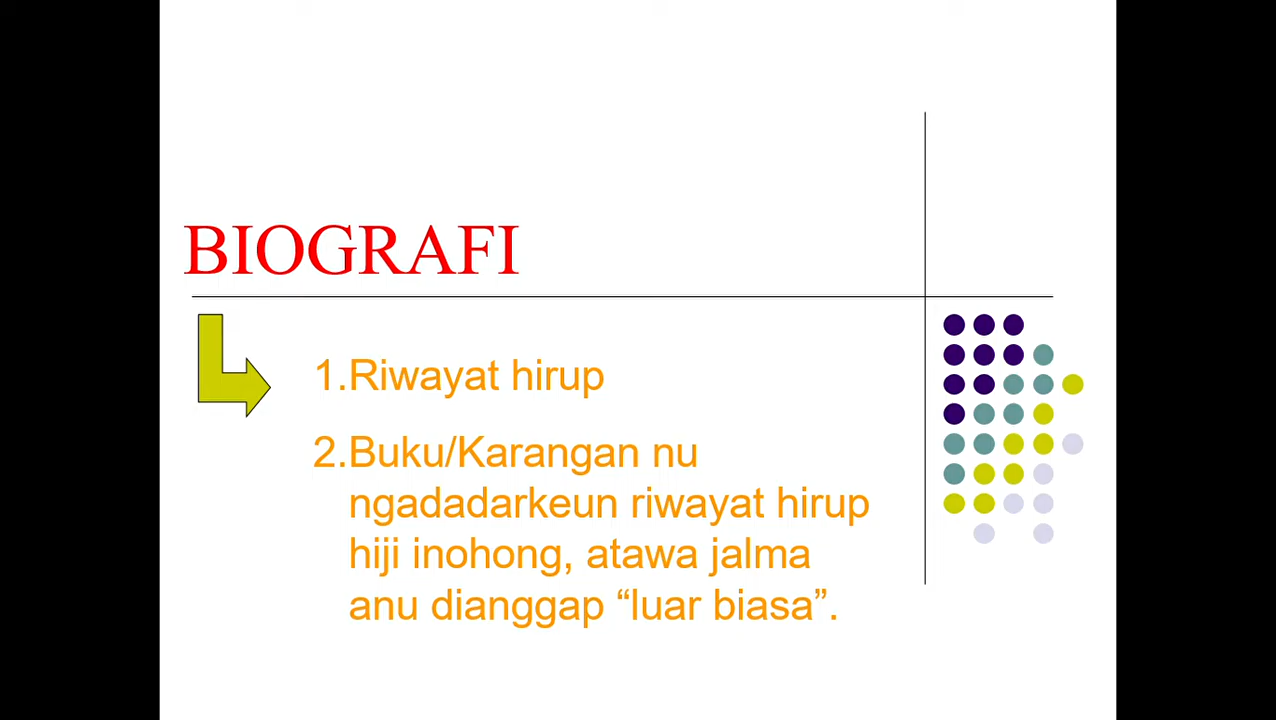 BIOGRAFI
1.Riwayat hirup
2.Buku/Karangan nu
ngadadarkeun riwayat hirup
hiji inohong, atawa jalma
anu dianggap “luar biasa”.